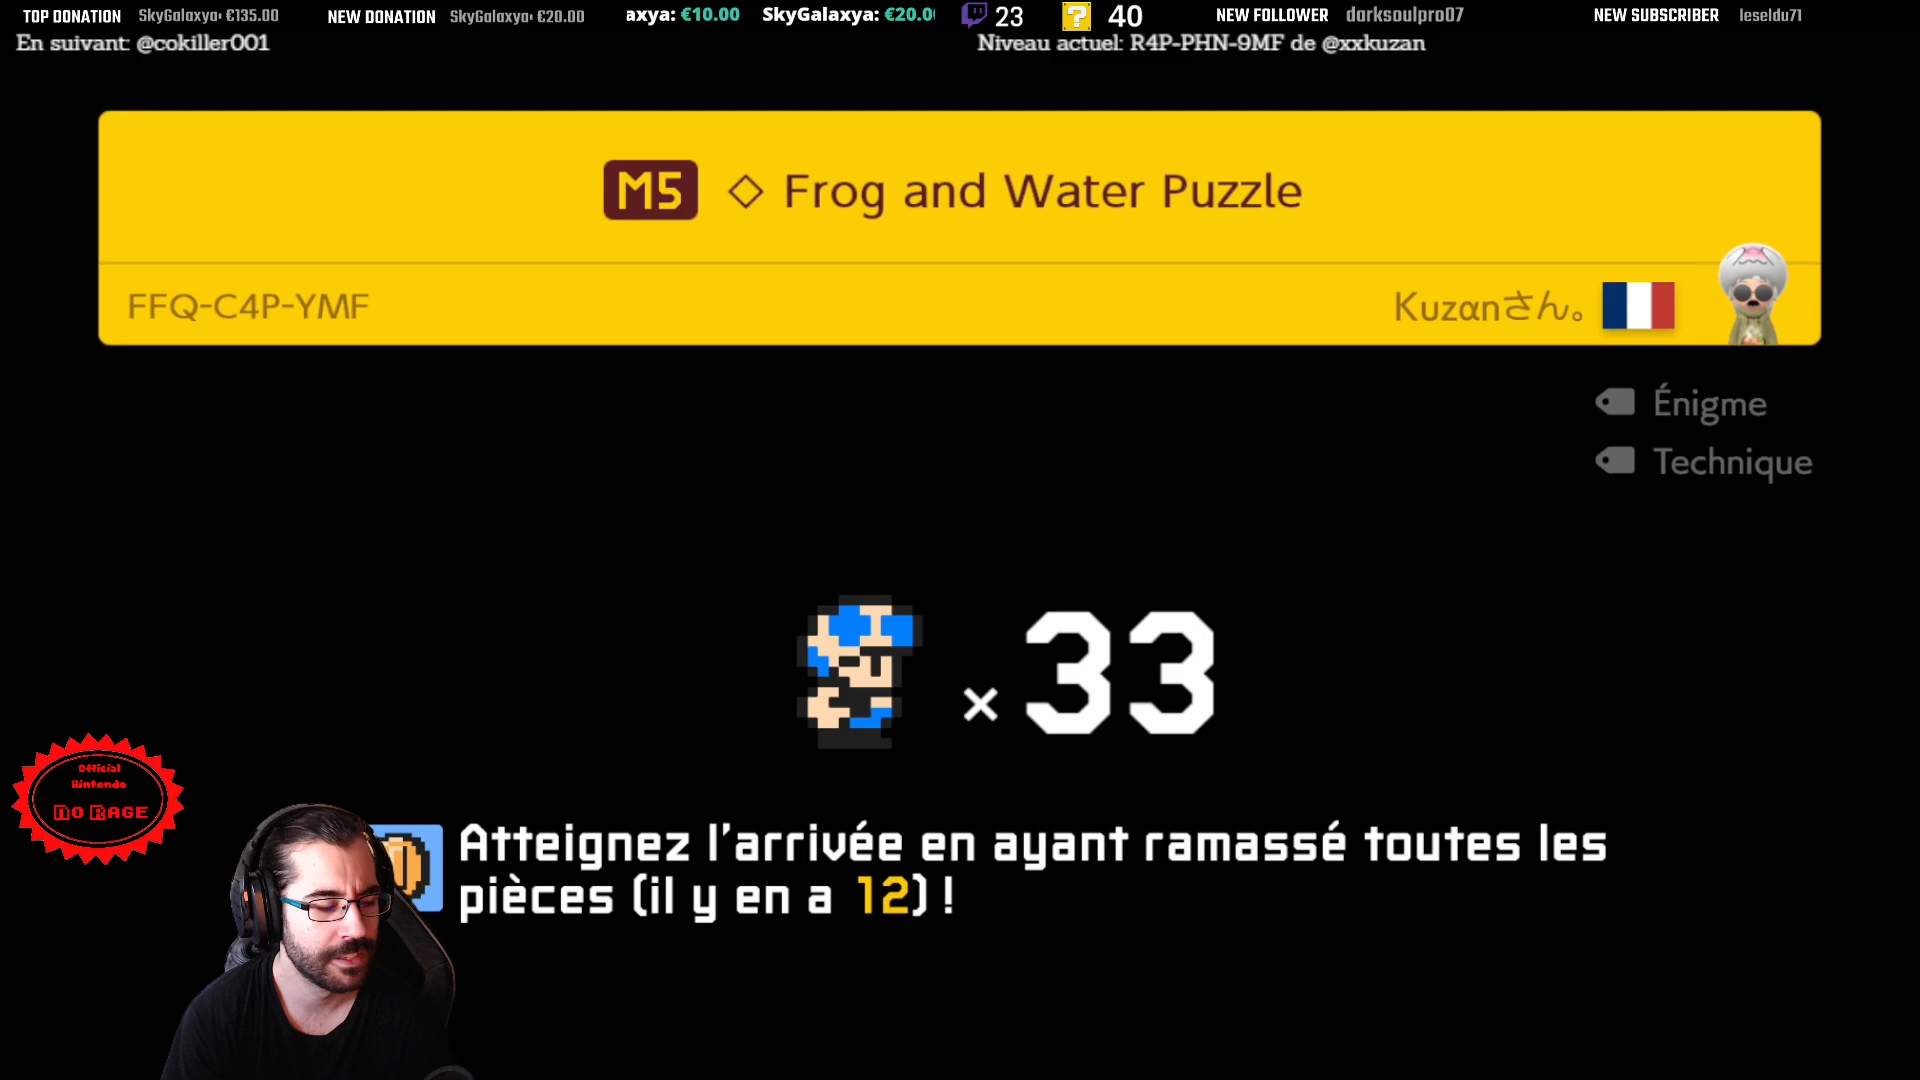 TOP DONATION SkyGalaxya: €135.00 NEW DONATION SkyGalaxya: €20.00 axya: €10.00 SkyGalaxya: €20.0 23 ? 40 NEW FOLLOWER darksoulpro07 NEW SUBSCRIBER leseldu71
En suivant: @cokiller001 Niveau actuel: R4P-PHN-9MF de @xxkuzan
M5 ◇ Frog and Water Puzzle
FFQ-C4P-YMF Kuzαnさん。
Énigme
Technique
× 33
Official
Nintendo
NO RAGE
Atteignez l'arrivée en ayant ramassé toutes les
pièces (il y en a 12) !